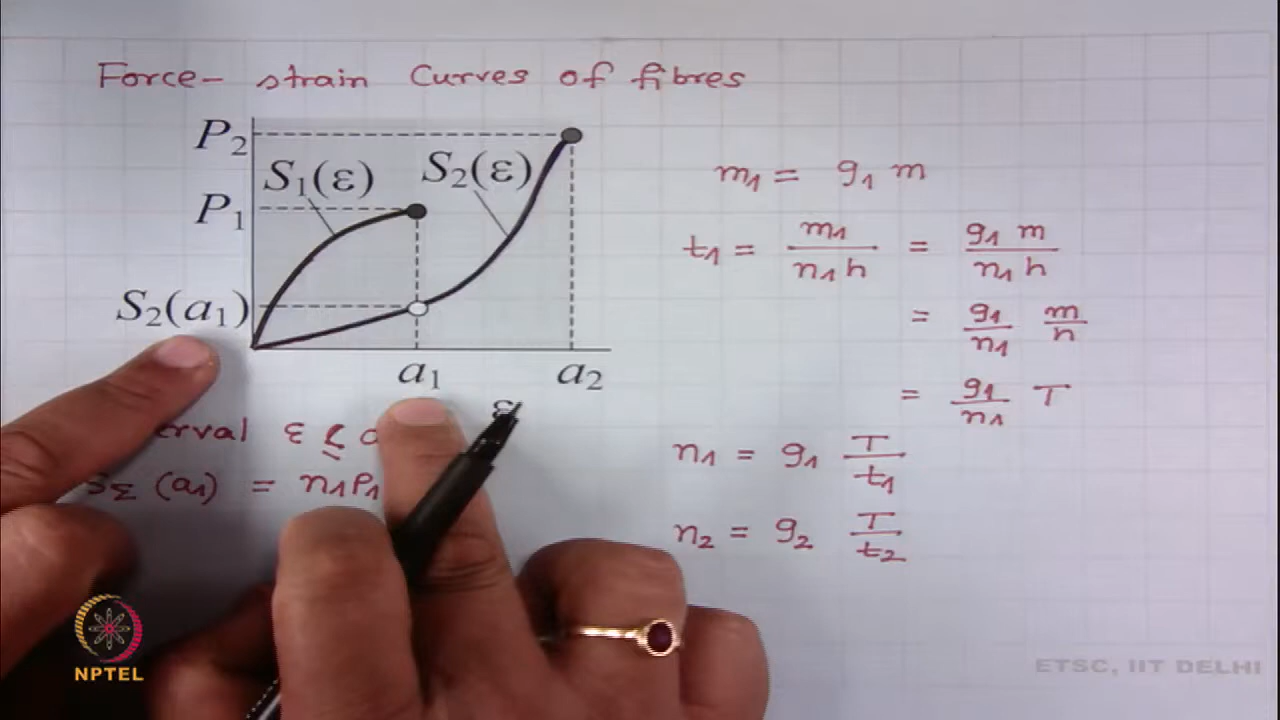 Force- strain Curves of fibres
P₂
S₁(ε)
S₂(ε)
P₁
S₂(a₁)
a₁
a₂
ε
ε ≤
S_Σ (a₁) = n₁P₁
m₁ = g₁ m
t₁ = m₁/(n₁ h) = g₁ m/(n₁ h)
= g₁/n₁ m/h
= g₁/n₁ T
n₁ = g₁ T/t₁
n₂ = g₂ T/t₂
NPTEL
ETSC, IIT DELHI